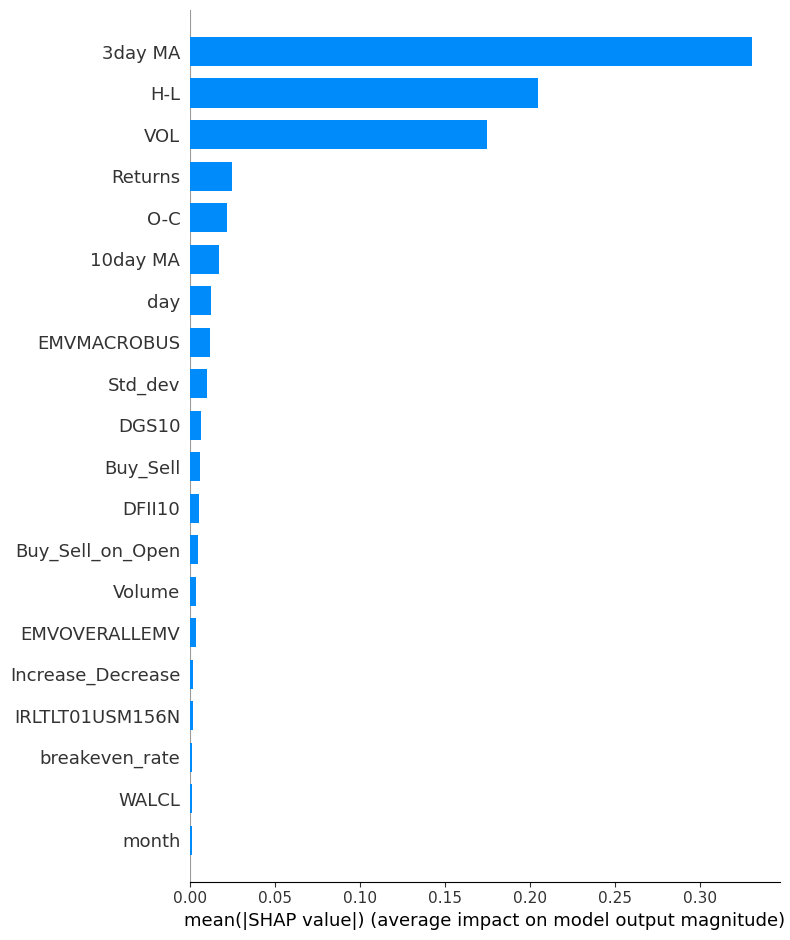 3day MA
H-L
VOL
Returns
O-C
10day MA
day
EMVMACROBUS
Std_dev
DGS10
Buy_Sell
DFII10
Buy_Sell_on_Open
Volume
EMVOVERALLEMV
Increase_Decrease
IRLTLT01USM156N
breakeven_rate
WALCL
month
0.00 0.05 0.10 0.15 0.20 0.25 0.30
mean(|SHAP value|) (average impact on model output magnitude)